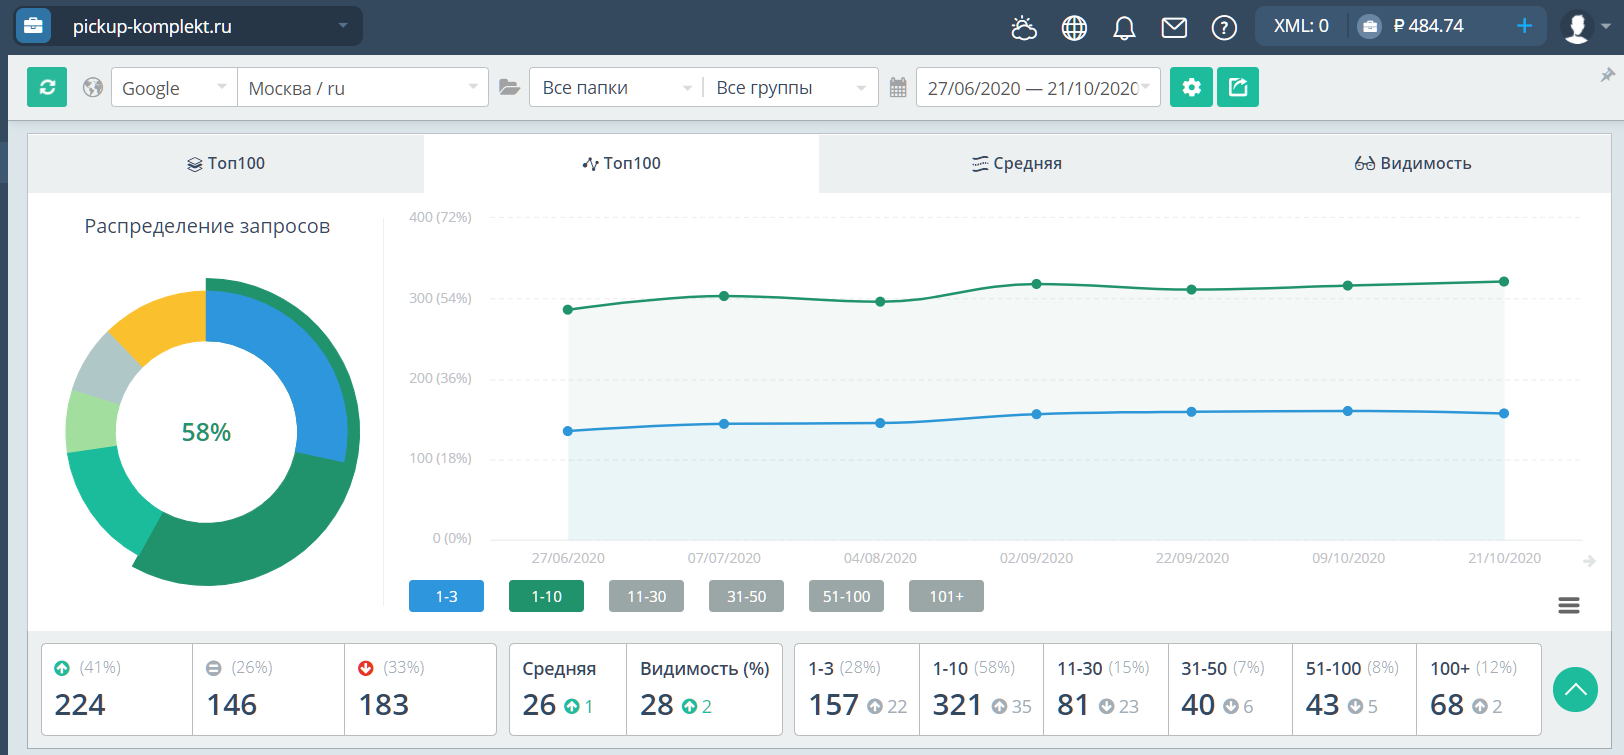 pickup-komplekt.ru
XML: 0
₽ 484.74
Google
Москва / ru
Все папки
Все группы
27/06/2020 — 21/10/2020
Топ100
Топ100
Средняя
Видимость
Распределение запросов
58%
400 (72%)
300 (54%)
200 (36%)
100 (18%)
0 (0%)
27/06/2020 07/07/2020 04/08/2020 02/09/2020 22/09/2020 09/10/2020 21/10/2020
1-3 1-10 11-30 31-50 51-100 101+
(41%)
224
(26%)
146
(33%)
183
Средняя
26 1
Видимость (%)
28 2
1-3 (28%)
157 22
1-10 (58%)
321 35
11-30 (15%)
81 23
31-50 (7%)
40 6
51-100 (8%)
43 5
100+ (12%)
68 2